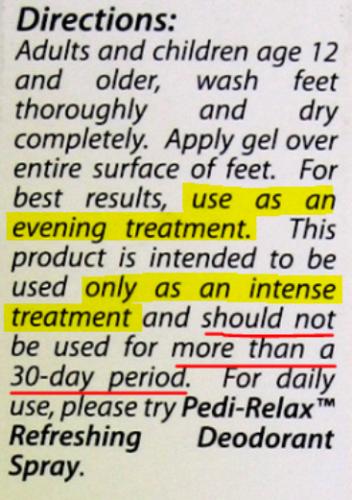 Directions:
Adults and children age 12
and older, wash feet
thoroughly and dry
completely. Apply gel over
entire surface of feet. For
best results, use as an
evening treatment. This
product is intended to be
used only as an intense
treatment and should not
be used for more than a
30-day period. For daily
use, please try Pedi-Relax™
Refreshing Deodorant
Spray.